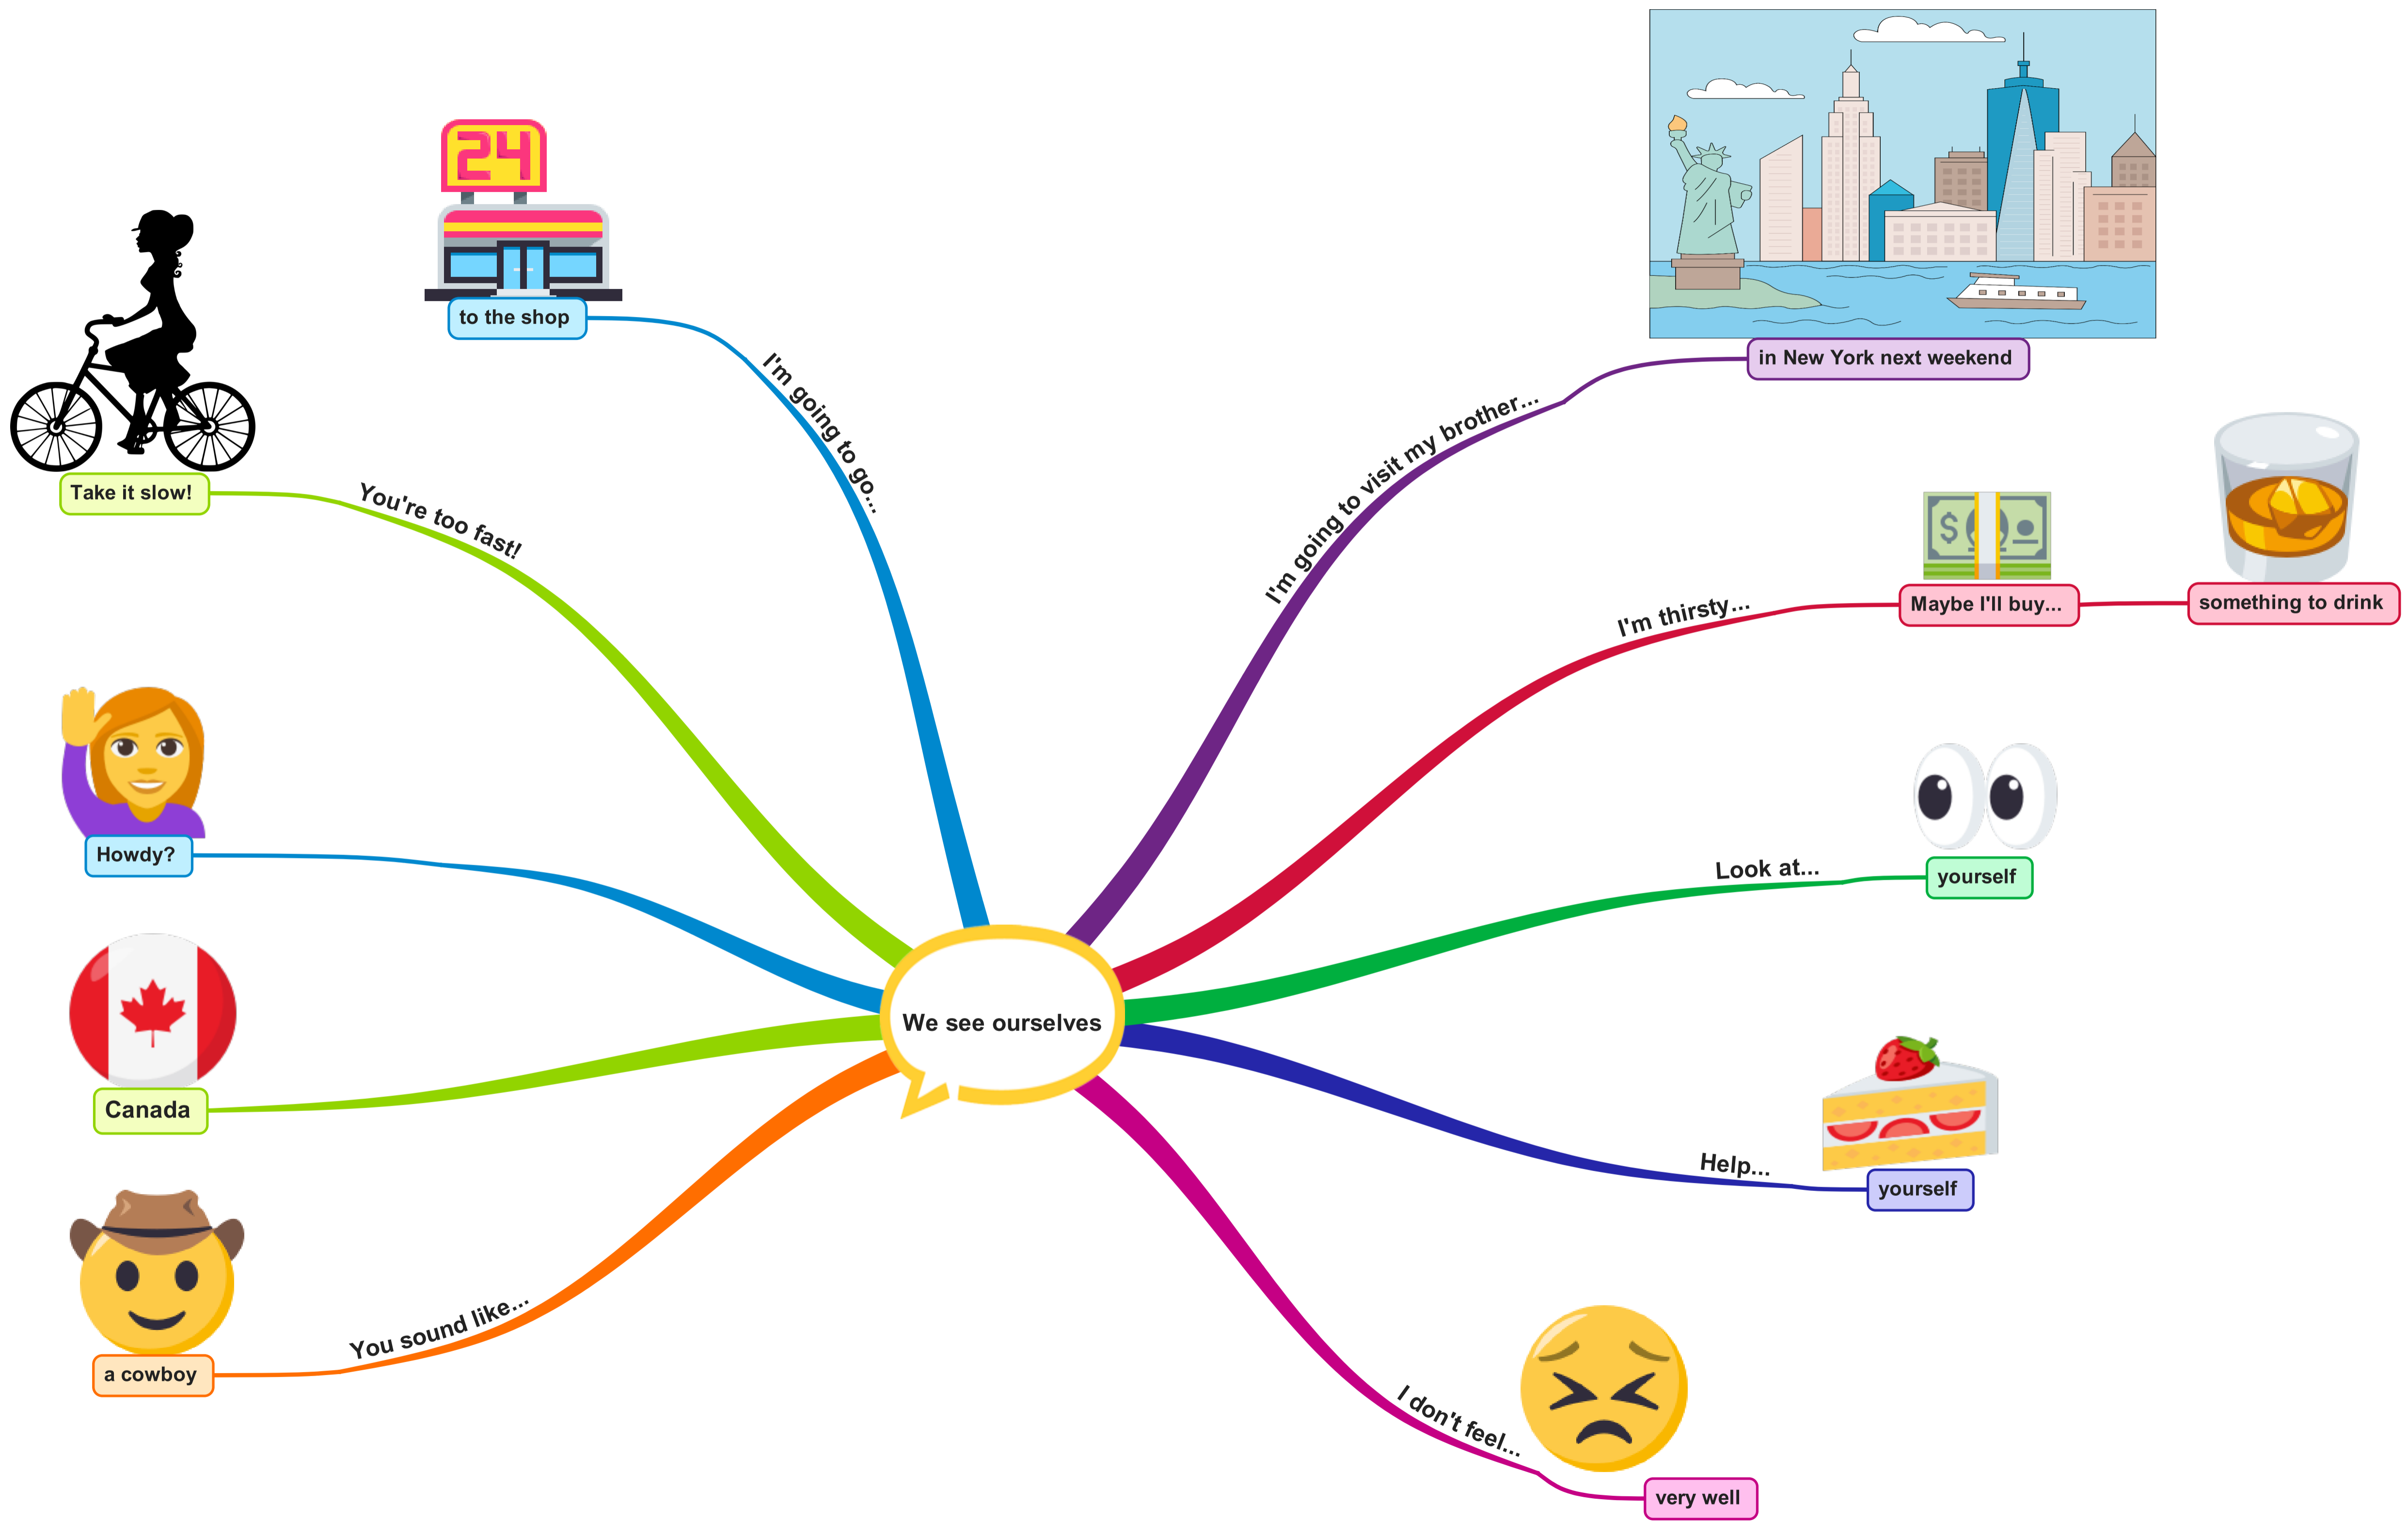 24
to the shop
I'm going to go...
in New York next weekend
I'm going to visit my brother...
Take it slow!
You're too fast!
$
Maybe I'll buy...
something to drink
I'm thirsty...
Howdy?
Look at...
yourself
We see ourselves
Canada
Help...
yourself
You sound like...
a cowboy
I don't feel...
very well